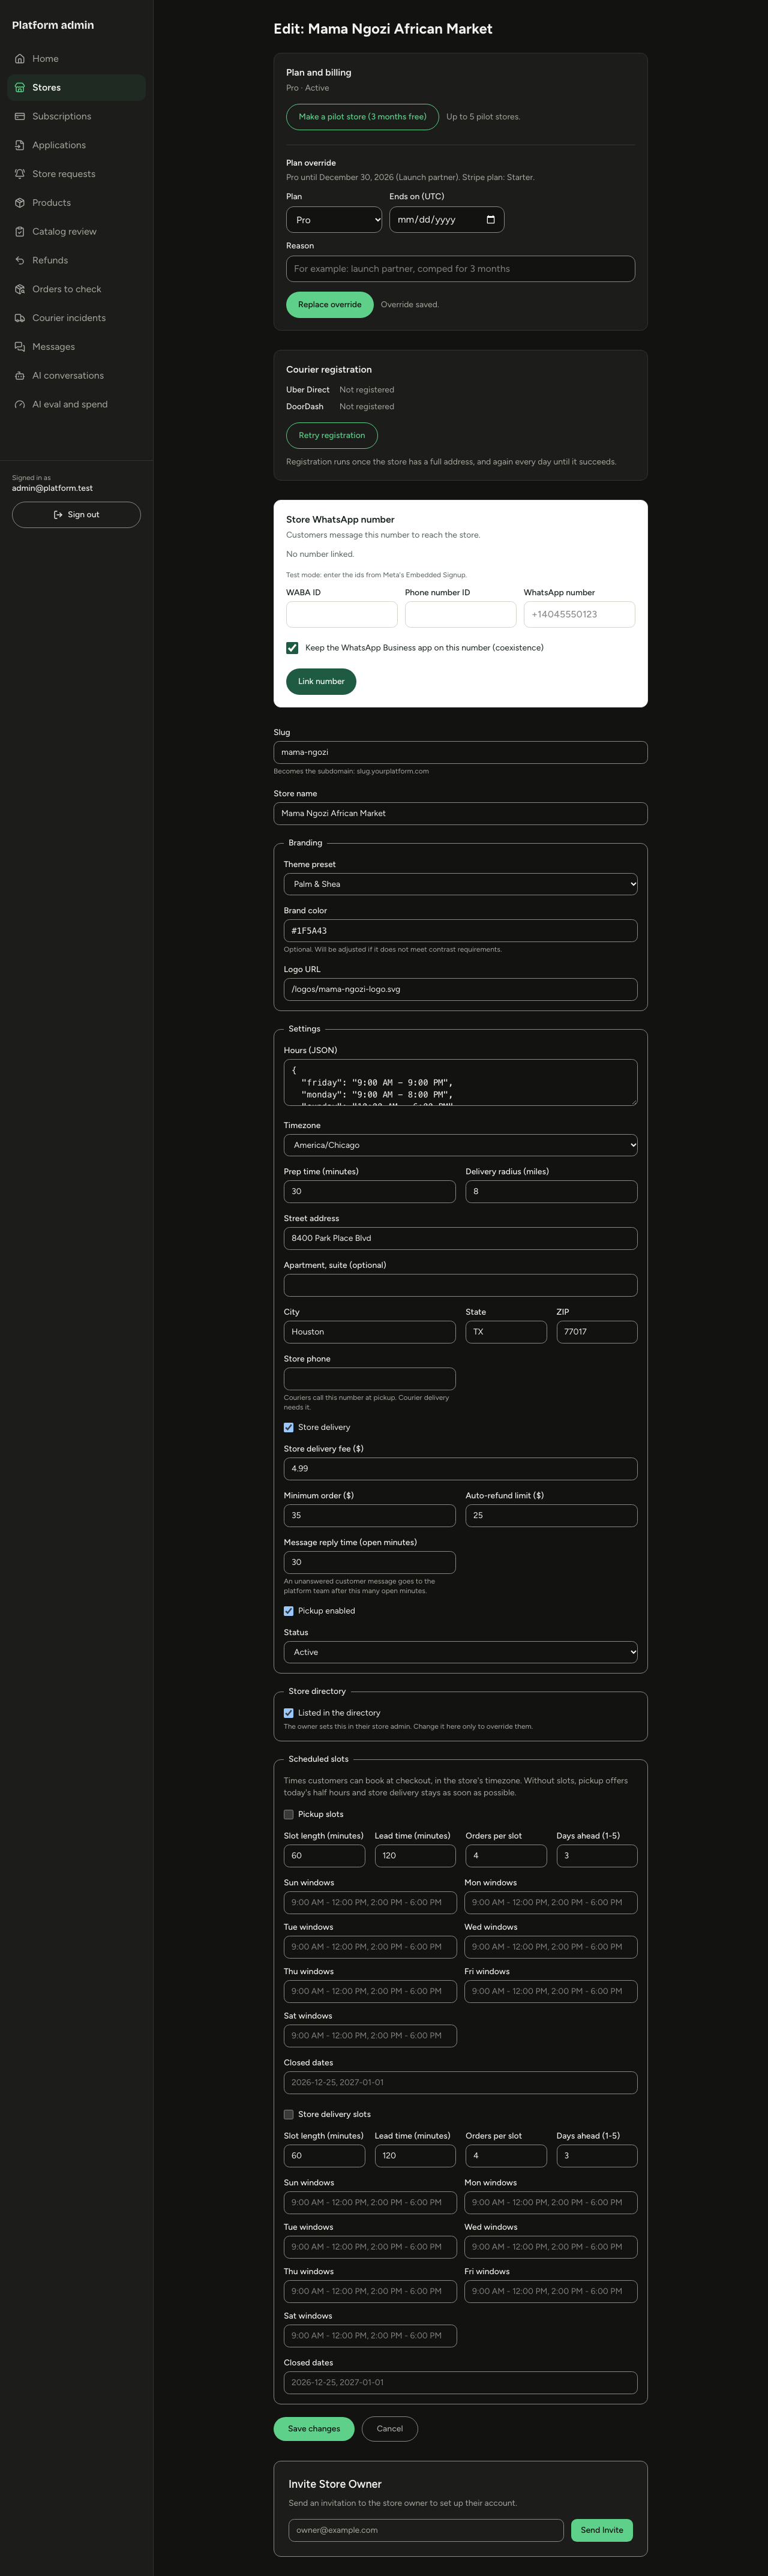 Platform admin
Home
Stores
Subscriptions
Applications
Store requests
Products
Catalog review
Refunds
Orders to check
Courier incidents
Messages
AI conversations
AI eval and spend
Signed in as
admin@platform.test
Sign out
Edit: Mama Ngozi African Market
Plan and billing
Pro · Active
Make a pilot store (3 months free)
Up to 5 pilot stores.
Plan override
Pro until December 30, 2026 (Launch partner). Stripe plan: Starter.
Plan
Ends on (UTC)
Pro
mm/dd/yyyy
Reason
For example: launch partner, comped for 3 months
Replace override
Override saved.
Courier registration
Uber Direct
Not registered
DoorDash
Not registered
Retry registration
Registration runs once the store has a full address, and again every day until it succeeds.
Store WhatsApp number
Customers message this number to reach the store.
No number linked.
Test mode: enter the ids from Meta's Embedded Signup.
WABA ID
Phone number ID
WhatsApp number
+14045550123
Keep the WhatsApp Business app on this number (coexistence)
Link number
Slug
mama-ngozi
Becomes the subdomain: slug.yourplatform.com
Store name
Mama Ngozi African Market
Branding
Theme preset
Palm & Shea
Brand color
#1F5A43
Optional. Will be adjusted if it does not meet contrast requirements.
Logo URL
/logos/mama-ngozi-logo.svg
Settings
Hours (JSON)
{
"friday": "9:00 AM – 9:00 PM",
"monday": "9:00 AM – 8:00 PM",
Timezone
America/Chicago
Prep time (minutes)
Delivery radius (miles)
30
8
Street address
8400 Park Place Blvd
Apartment, suite (optional)
City
State
ZIP
Houston
TX
77017
Store phone
Couriers call this number at pickup. Courier delivery
needs it.
Store delivery
Store delivery fee ($)
4.99
Minimum order ($)
Auto-refund limit ($)
35
25
Message reply time (open minutes)
30
An unanswered customer message goes to the
platform team after this many open minutes.
Pickup enabled
Status
Active
Store directory
Listed in the directory
The owner sets this in their store admin. Change it here only to override them.
Scheduled slots
Times customers can book at checkout, in the store's timezone. Without slots, pickup offers
today's half hours and store delivery stays as soon as possible.
Pickup slots
Slot length (minutes)
Lead time (minutes)
Orders per slot
Days ahead (1-5)
60
120
4
3
Sun windows
Mon windows
9:00 AM - 12:00 PM, 2:00 PM - 6:00 PM
9:00 AM - 12:00 PM, 2:00 PM - 6:00 PM
Tue windows
Wed windows
9:00 AM - 12:00 PM, 2:00 PM - 6:00 PM
9:00 AM - 12:00 PM, 2:00 PM - 6:00 PM
Thu windows
Fri windows
9:00 AM - 12:00 PM, 2:00 PM - 6:00 PM
9:00 AM - 12:00 PM, 2:00 PM - 6:00 PM
Sat windows
9:00 AM - 12:00 PM, 2:00 PM - 6:00 PM
Closed dates
2026-12-25, 2027-01-01
Store delivery slots
Slot length (minutes)
Lead time (minutes)
Orders per slot
Days ahead (1-5)
60
120
4
3
Sun windows
Mon windows
9:00 AM - 12:00 PM, 2:00 PM - 6:00 PM
9:00 AM - 12:00 PM, 2:00 PM - 6:00 PM
Tue windows
Wed windows
9:00 AM - 12:00 PM, 2:00 PM - 6:00 PM
9:00 AM - 12:00 PM, 2:00 PM - 6:00 PM
Thu windows
Fri windows
9:00 AM - 12:00 PM, 2:00 PM - 6:00 PM
9:00 AM - 12:00 PM, 2:00 PM - 6:00 PM
Sat windows
9:00 AM - 12:00 PM, 2:00 PM - 6:00 PM
Closed dates
2026-12-25, 2027-01-01
Save changes
Cancel
Invite Store Owner
Send an invitation to the store owner to set up their account.
owner@example.com
Send Invite